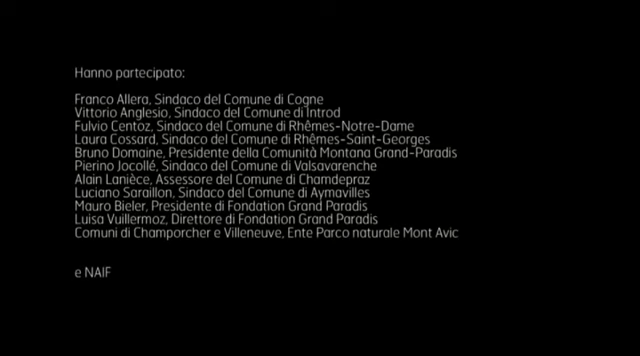 Hanno partecipato:
Franco Allera, Sindaco del Comune di Cogne
Vittorio Anglesio, Sindaco del Comune di Introd
Fulvio Centoz, Sindaco del Comune di Rhêmes-Notre-Dame
Laura Cossard, Sindaco del Comune di Rhêmes-Saint-Georges
Bruno Domaine, Presidente della Comunità Montana Grand-Paradis
Pierino Jocollé, Sindaco del Comune di Valsavarenche
Alain Lanièce, Assessore del Comune di Chamdepraz
Luciano Saraillon, Sindaco del Comune di Aymavilles
Mauro Bieler, Presidente di Fondation Grand Paradis
Luisa Vuillermoz, Direttore di Fondation Grand Paradis
Comuni di Champorcher e Villeneuve, Ente Parco naturale Mont Avic
e NAIF